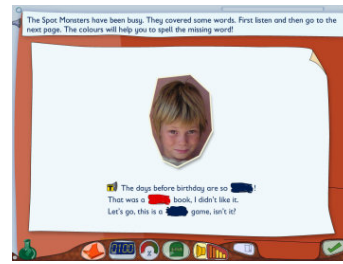 The Spot Monsters have been busy. They covered some words. First listen and then go to the
next page. The colours will help you to spell the missing word!
The days before birthday are so !
That was a book, I didn't like it.
Let's go, this is a game, isn't it?